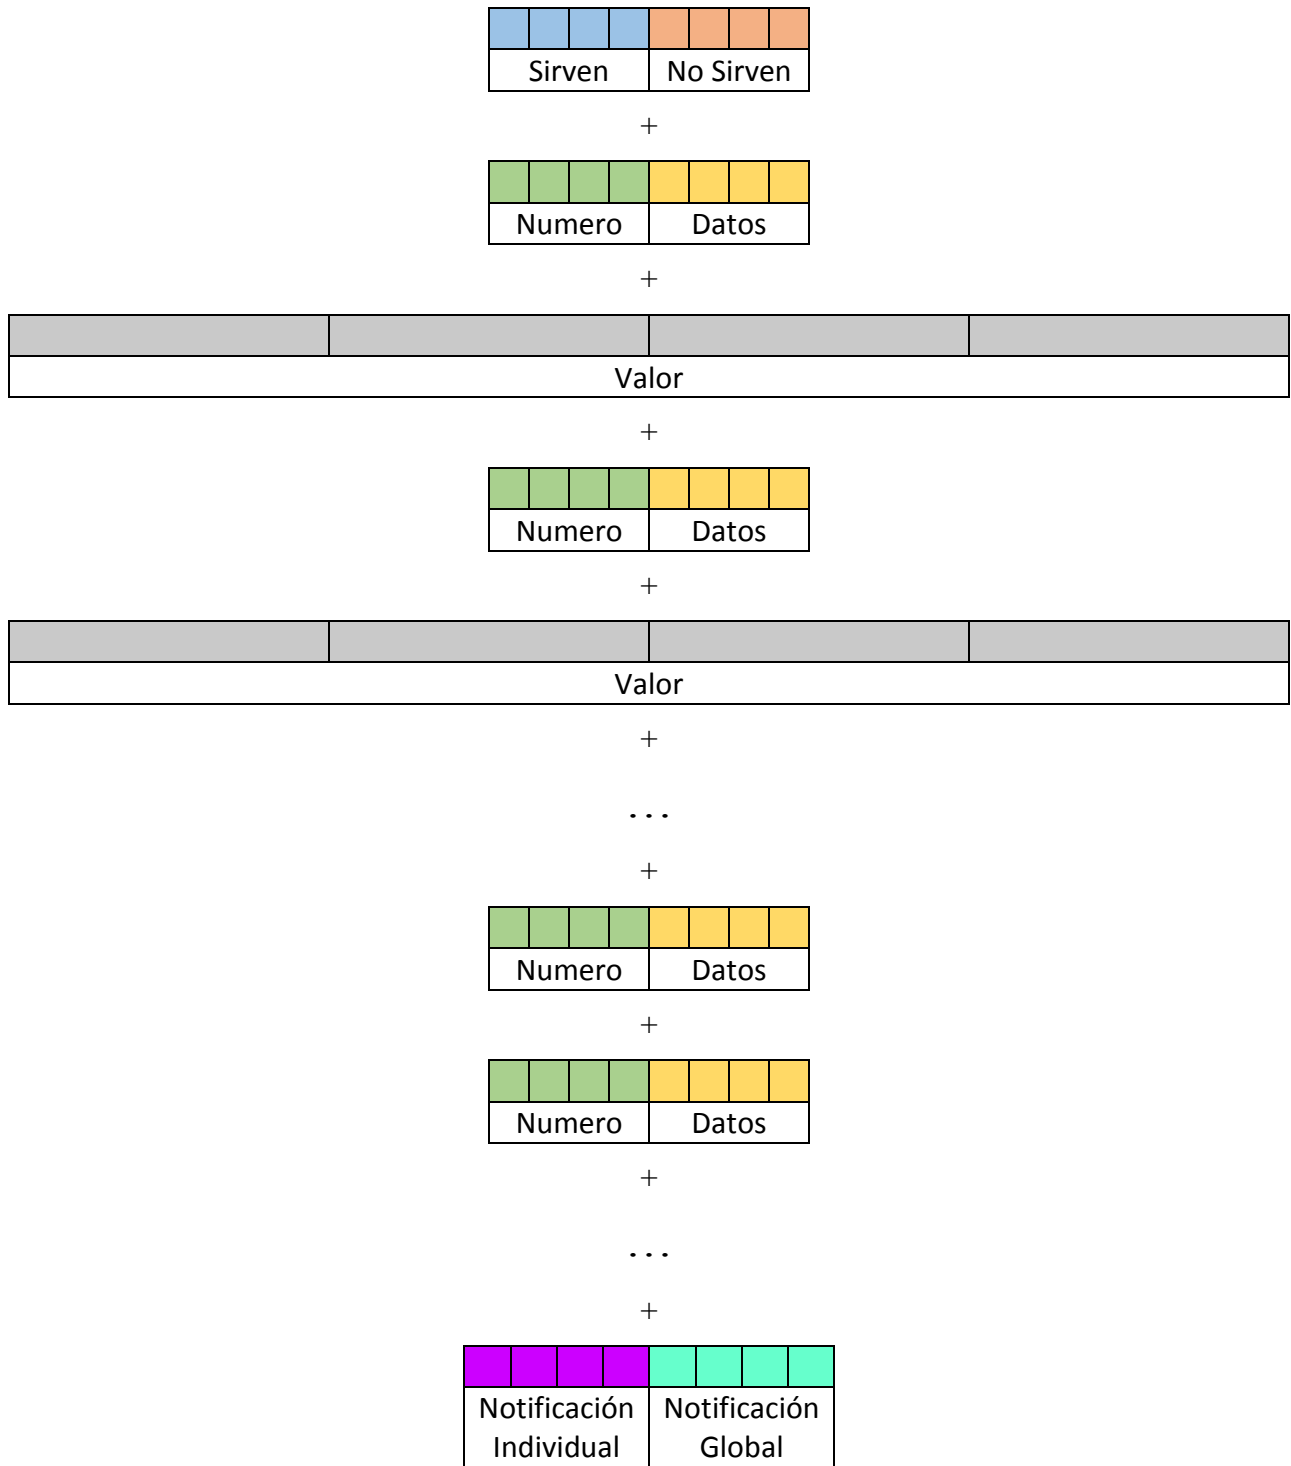 Sirven No Sirven
+
Numero Datos
+
Valor
+
Numero Datos
+
Valor
+
...
+
Numero Datos
+
Numero Datos
+
...
+
Notificación Notificación
Individual Global